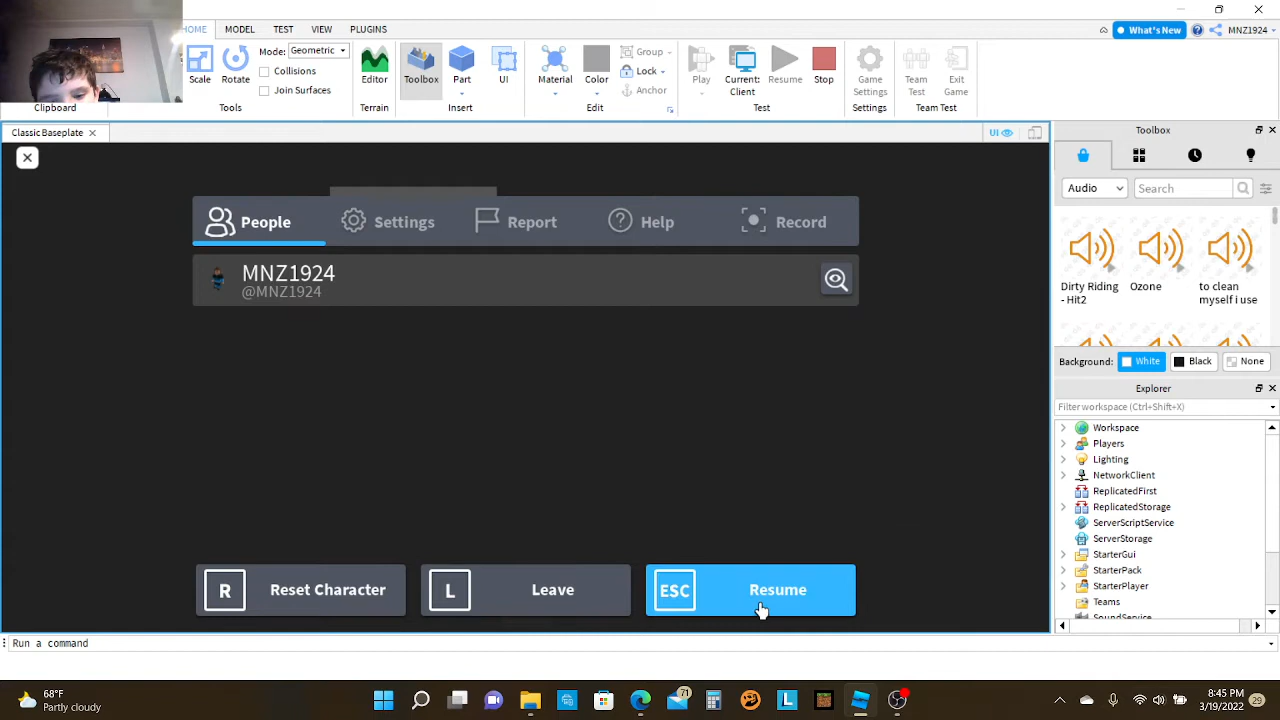 HOME MODEL TEST VIEW PLUGINS
What's New MNZ1924
Scale Rotate
Mode: Geometric
Collisions
Join Surfaces
Editor Toolbox Part UI
Material Color
Group
Lock
Anchor
Play Current: Client Resume Stop
Game Settings Team Test Exit Game
Clipboard Tools Terrain Insert Edit Test Settings Team Test
Classic Baseplate
UI
Toolbox
People Settings Report Help Record
MNZ1924
@MNZ1924
R Reset Character L Leave ESC Resume
Audio Search
Dirty Riding - Hit2
Ozone
to clean myself i use
Background: White Black None
Explorer
Filter workspace (Ctrl+Shift+X)
Workspace
Players
Lighting
NetworkClient
ReplicatedFirst
ReplicatedStorage
ServerScriptService
ServerStorage
StarterGui
StarterPack
StarterPlayer
Teams
SoundService
Run a command
68°F
Partly cloudy
71
L
8:45 PM
3/19/2022
29